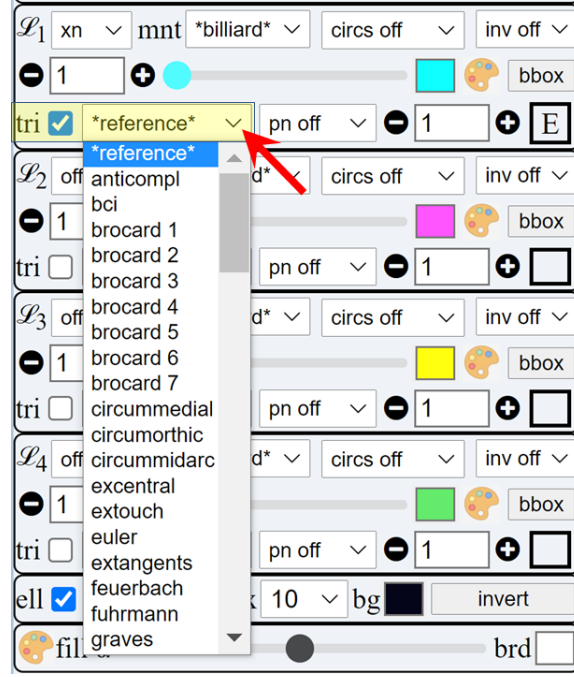 ℒ1 xn mnt *billiard* circs off inv off
1 bbox
tri *reference* pn off 1 E
*reference*
anticompl
bci
brocard 1
brocard 2
brocard 3
brocard 4
brocard 5
brocard 6
brocard 7
circummedial
circumorthic
circummidarc
excentral
extouch
euler
extangents
feuerbach
fuhrmann
graves
ℒ2 off d* circs off inv off
1 bbox
tri pn off 1
ℒ3 off d* circs off inv off
1 bbox
tri pn off 1
ℒ4 off d* circs off inv off
1 bbox
tri pn off 1
ell 10 bg invert
fill brd